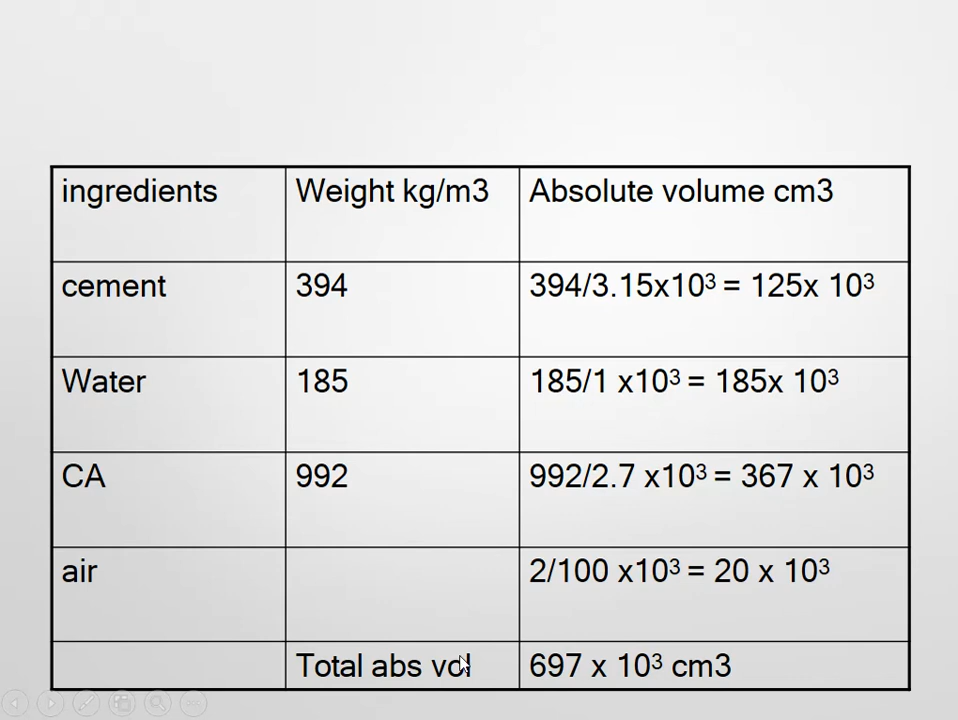 ingredients Weight kg/m3 Absolute volume cm3
cement 394 394/3.15x10³ = 125x 10³
Water 185 185/1 x10³ = 185x 10³
CA 992 992/2.7 x10³ = 367 x 10³
air 2/100 x10³ = 20 x 10³
Total abs vol 697 x 10³ cm3